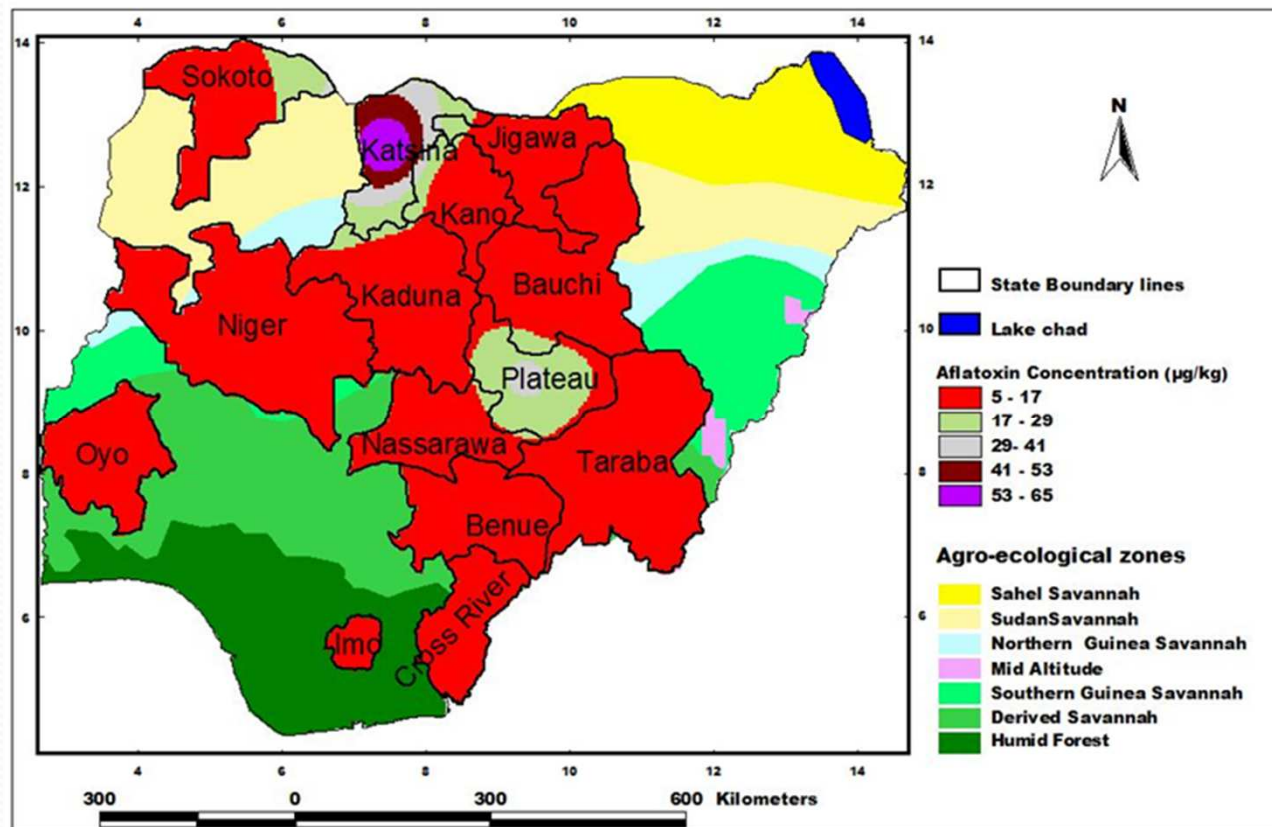 4 6 8 10 12 14
14 14
Sokoto
Katsina
Jigawa
12 12
Kano
Kaduna
Bauchi
Niger
10 10
Plateau
Nassarawa
Oyo
Taraba
8 8
Benue
6 6
Imo
Cross River
4 6 8 10 12 14
300 0 300 600 Kilometers
N
State Boundary lines
Lake chad
Aflatoxin Concentration (µg/kg)
5 - 17
17 - 29
29- 41
41 - 53
53 - 65
Agro-ecological zones
Sahel Savannah
SudanSavannah
Northern Guinea Savannah
Mid Altitude
Southern Guinea Savannah
Derived Savannah
Humid Forest